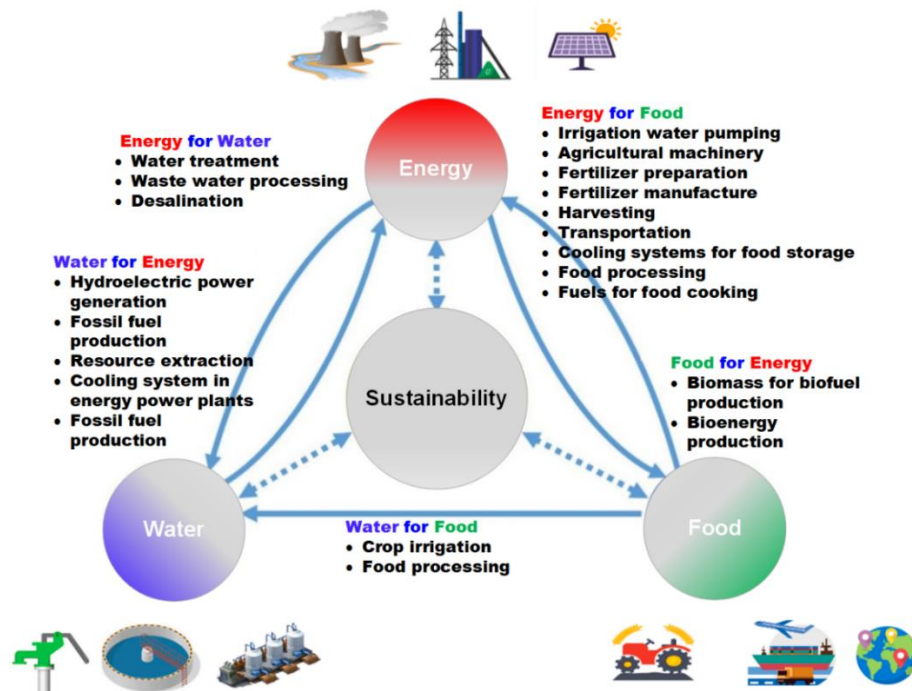 Energy
Energy for Water
• Water treatment
• Waste water processing
• Desalination
Energy for Food
• Irrigation water pumping
• Agricultural machinery
• Fertilizer preparation
• Fertilizer manufacture
• Harvesting
• Transportation
• Cooling systems for food storage
• Food processing
• Fuels for food cooking
Water for Energy
• Hydroelectric power
generation
• Fossil fuel
production
• Resource extraction
• Cooling system in
energy power plants
• Fossil fuel
production
Sustainability
Food for Energy
• Biomass for biofuel
production
• Bioenergy
production
Water
Water for Food
• Crop irrigation
• Food processing
Food